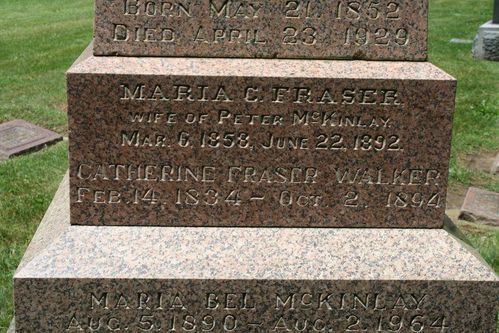 BORN MAY 21, 1852
DIED APRIL 23, 1929
MARIA C. FRASER
WIFE OF PETER MCKINLAY
MAR. 6, 1858, JUNE 22, 1892.
CATHERINE FRASER WALKER
FEB. 14, 1834 - OCT. 2, 1894
MARIA BEL MCKINLAY
AUG. 5, 1890 - AUG. 2, 1964